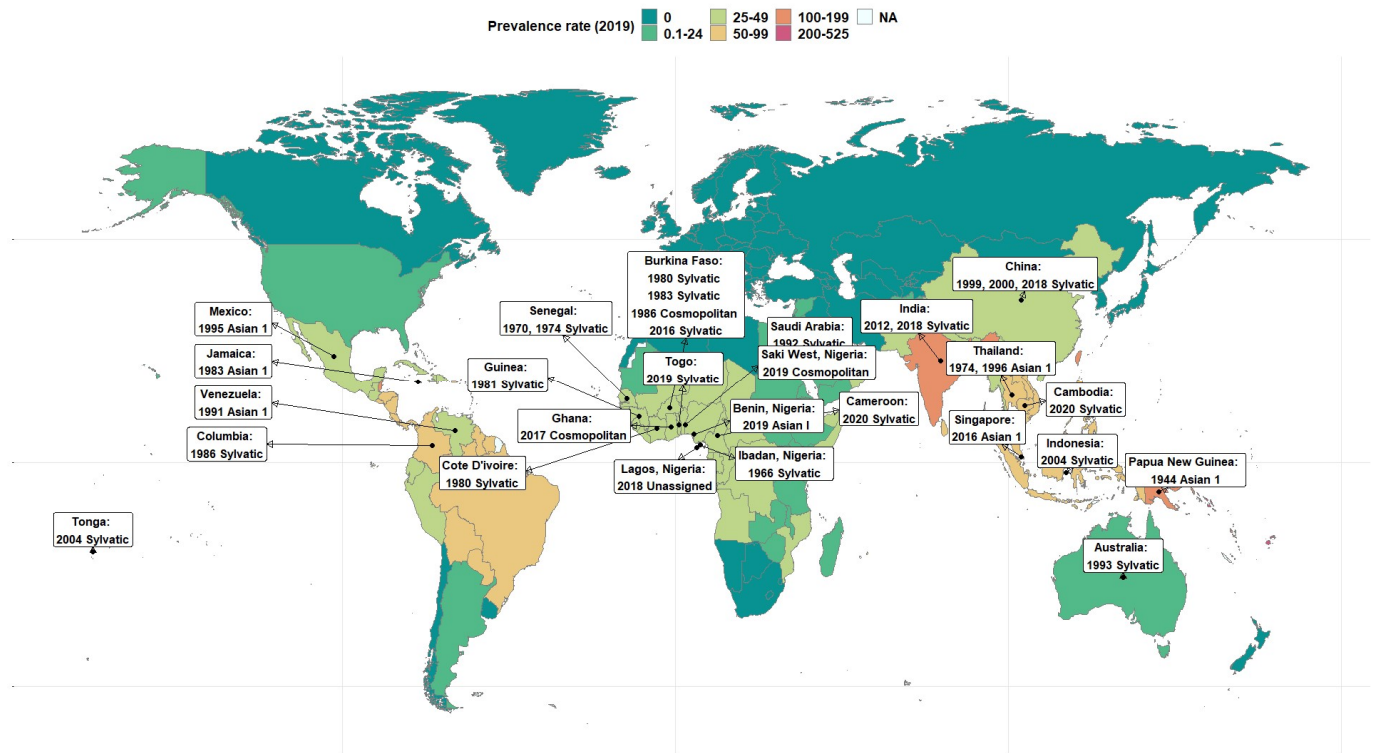 Prevalence rate (2019)
0
0.1-24
25-49
50-99
100-199
200-525
NA
Burkina Faso:
1980 Sylvatic
1983 Sylvatic
1986 Cosmopolitan
2016 Sylvatic
China:
1999, 2000, 2018 Sylvatic
Mexico:
1995 Asian 1
Senegal:
1970, 1974 Sylvatic
Saudi Arabia:
1992 Sylvatic
India:
2012, 2018 Sylvatic
Jamaica:
1983 Asian 1
Guinea:
1981 Sylvatic
Togo:
2019 Sylvatic
Saki West, Nigeria:
2019 Cosmopolitan
Thailand:
1974, 1996 Asian 1
Venezuela:
1991 Asian 1
Ghana:
2017 Cosmopolitan
Benin, Nigeria:
2019 Asian I
Cameroon:
2020 Sylvatic
Cambodia:
2020 Sylvatic
Columbia:
1986 Sylvatic
Singapore:
2016 Asian 1
Indonesia:
2004 Sylvatic
Cote D'ivoire:
1980 Sylvatic
Lagos, Nigeria:
2018 Unassigned
Ibadan, Nigeria:
1966 Sylvatic
Papua New Guinea:
1944 Asian 1
Tonga:
2004 Sylvatic
Australia:
1993 Sylvatic